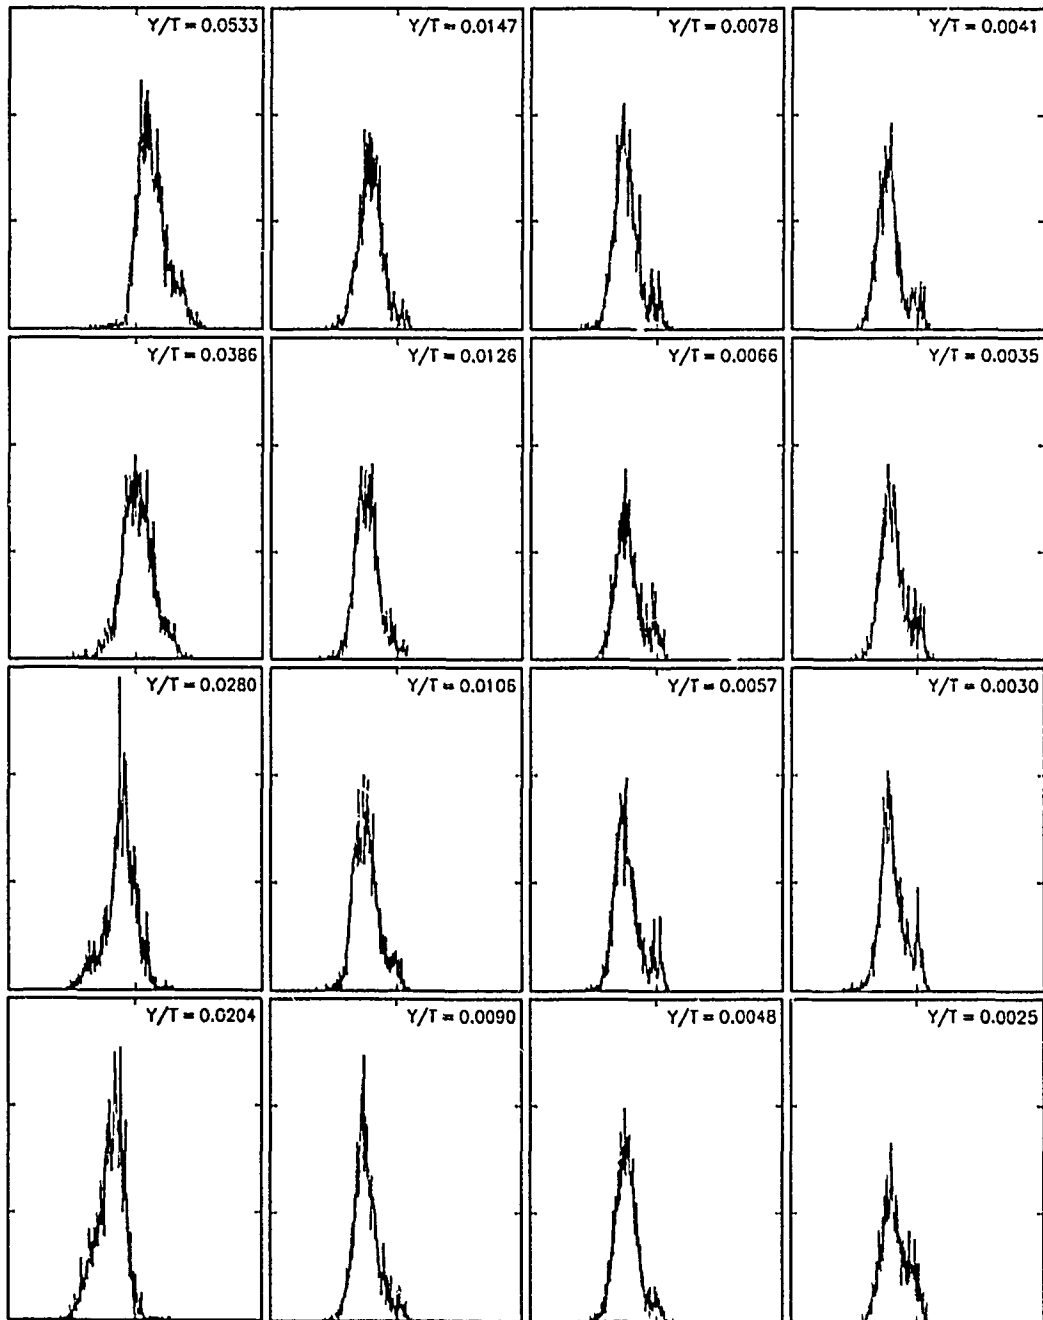 Y/T = 0.0533
Y/T = 0.0147
Y/T = 0.0078
Y/T = 0.0041
Y/T = 0.0386
Y/T = 0.0126
Y/T = 0.0066
Y/T = 0.0035
Y/T = 0.0280
Y/T = 0.0106
Y/T = 0.0057
Y/T = 0.0030
Y/T = 0.0204
Y/T = 0.0090
Y/T = 0.0048
Y/T = 0.0025